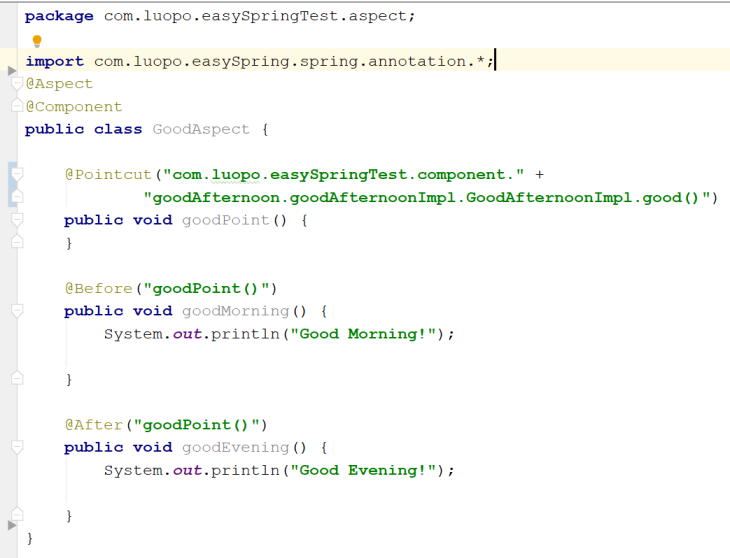 package com.luopo.easySpringTest.aspect;
import com.luopo.easySpring.spring.annotation.*;
@Aspect
@Component
public class GoodAspect {
@Pointcut("com.luopo.easySpringTest.component." +
"goodAfternoon.goodAfternoonImpl.GoodAfternoonImpl.good()")
public void goodPoint() {
}
@Before("goodPoint()")
public void goodMorning() {
System.out.println("Good Morning!");
}
@After("goodPoint()")
public void goodEvening() {
System.out.println("Good Evening!");
}
}